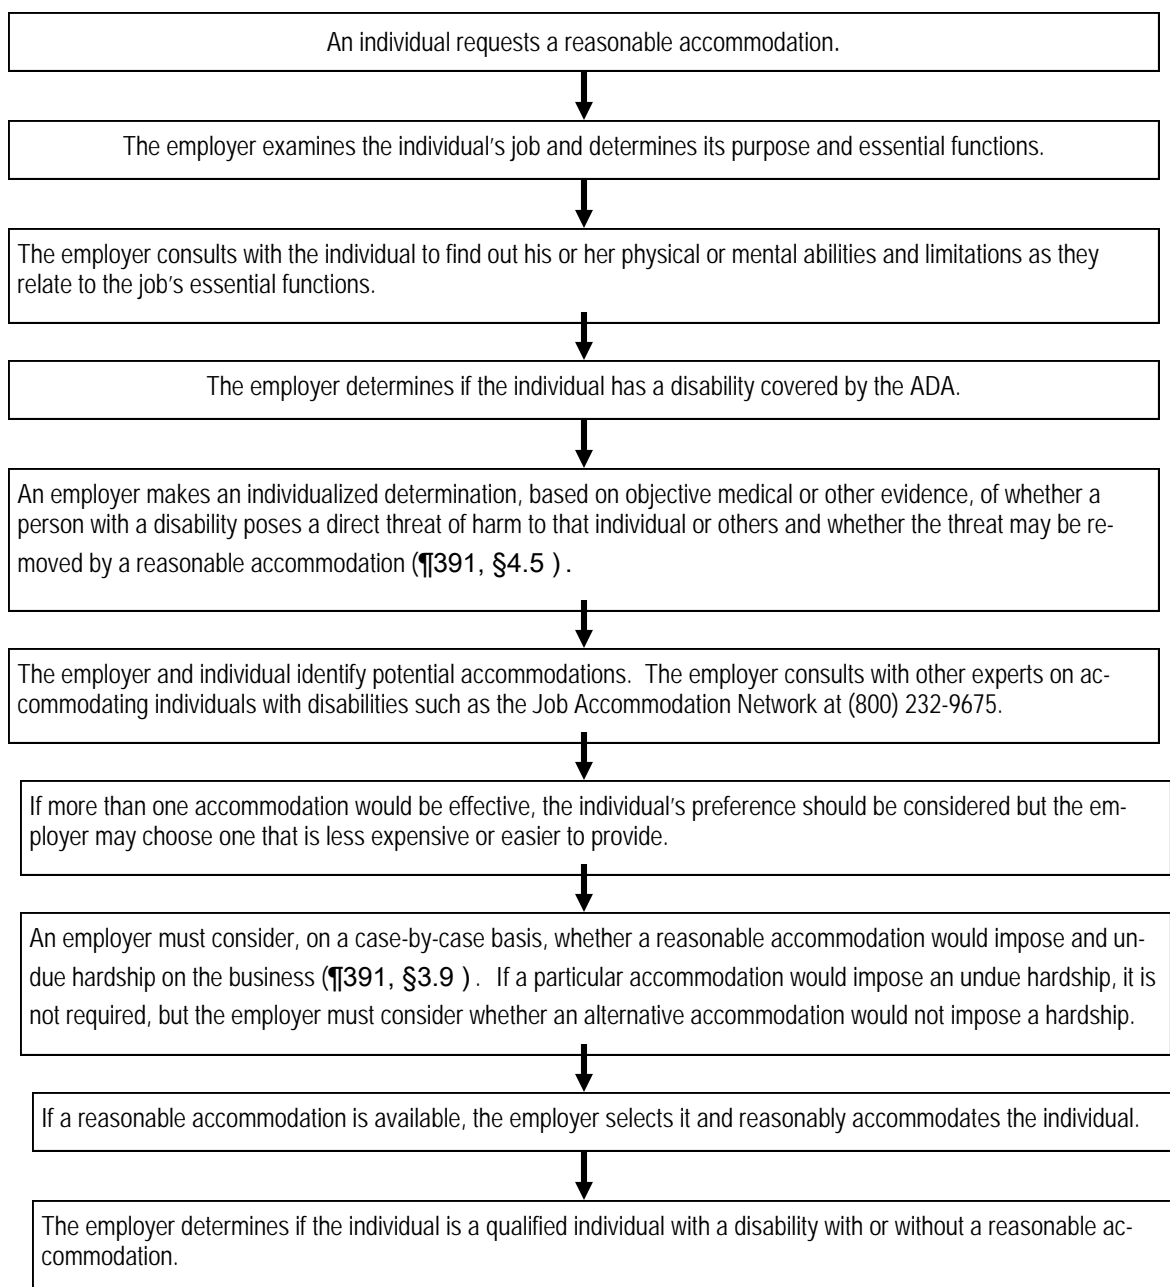 An individual requests a reasonable accommodation.
The employer examines the individual's job and determines its purpose and essential functions.
The employer consults with the individual to find out his or her physical or mental abilities and limitations as they
relate to the job's essential functions.
The employer determines if the individual has a disability covered by the ADA.
An employer makes an individualized determination, based on objective medical or other evidence, of whether a
person with a disability poses a direct threat of harm to that individual or others and whether the threat may be re-
moved by a reasonable accommodation (¶391, §4.5 ) .
The employer and individual identify potential accommodations.  The employer consults with other experts on ac-
commodating individuals with disabilities such as the Job Accommodation Network at (800) 232-9675.
If more than one accommodation would be effective, the individual's preference should be considered but the em-
ployer may choose one that is less expensive or easier to provide.
An employer must consider, on a case-by-case basis, whether a reasonable accommodation would impose and un-
due hardship on the business (¶391, §3.9 ) .  If a particular accommodation would impose an undue hardship, it is
not required, but the employer must consider whether an alternative accommodation would not impose a hardship.
If a reasonable accommodation is available, the employer selects it and reasonably accommodates the individual.
The employer determines if the individual is a qualified individual with a disability with or without a reasonable ac-
commodation.